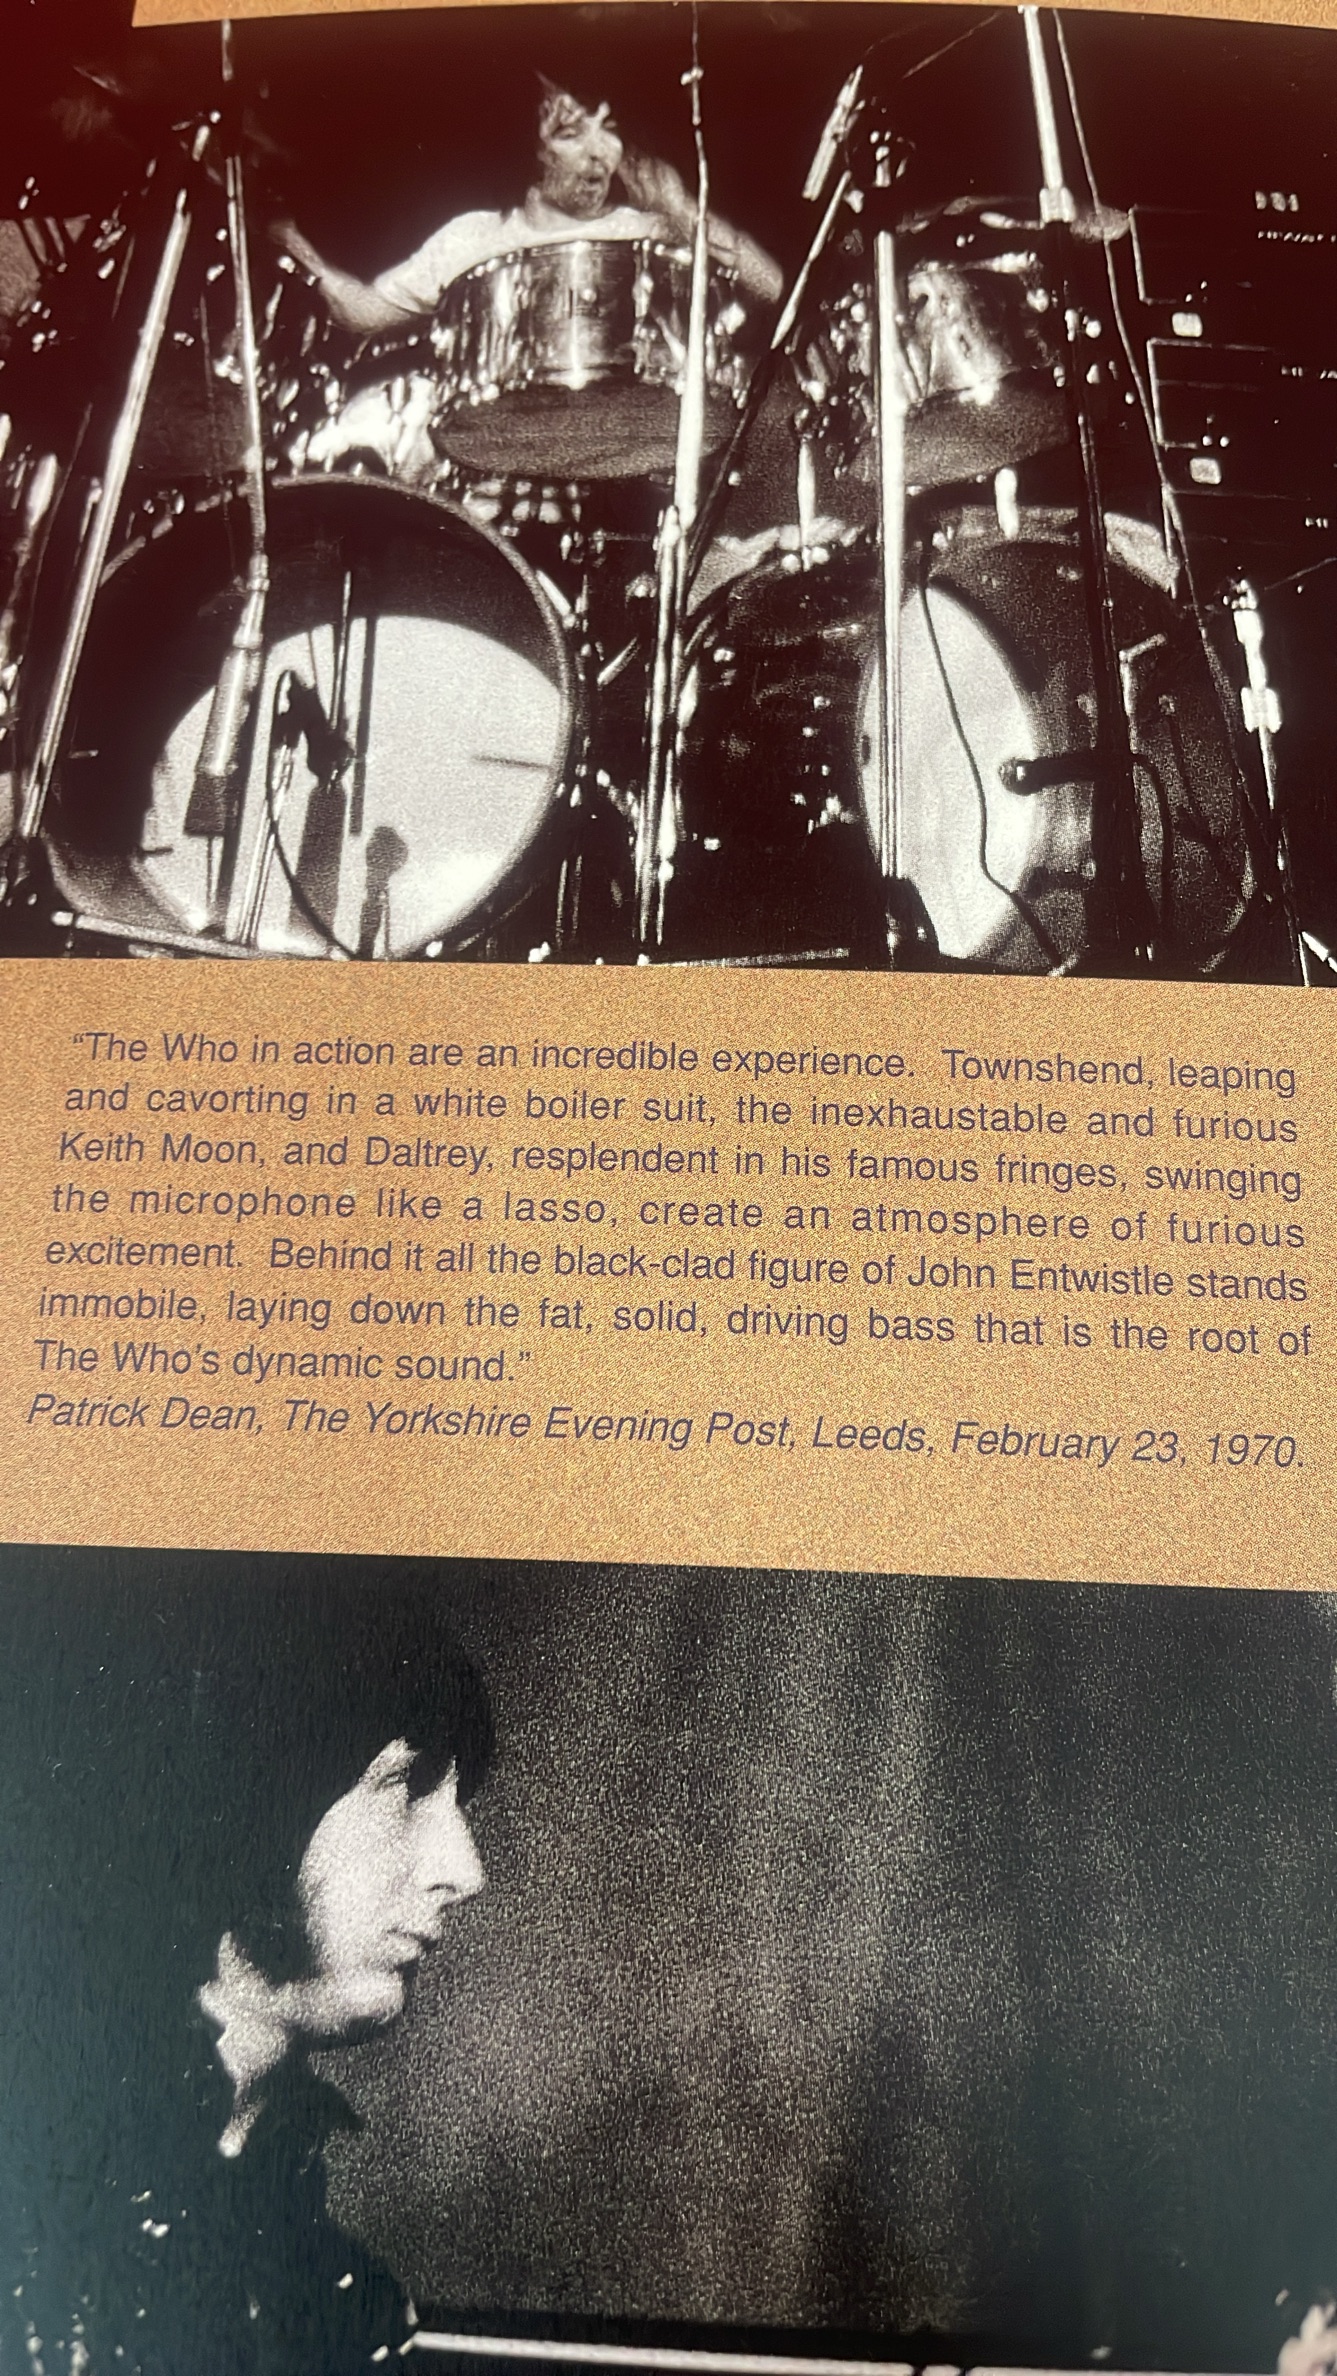 “The Who in action are an incredible experience.  Townshend, leaping
and cavorting in a white boiler suit, the inexhaustable and furious
Keith Moon, and Daltrey, resplendent in his famous fringes, swinging
the microphone like a lasso, create an atmosphere of furious
excitement.  Behind it all the black-clad figure of John Entwistle stands
immobile, laying down the fat, solid, driving bass that is the root of
The Who’s dynamic sound.”
Patrick Dean, The Yorkshire Evening Post, Leeds, February 23, 1970.